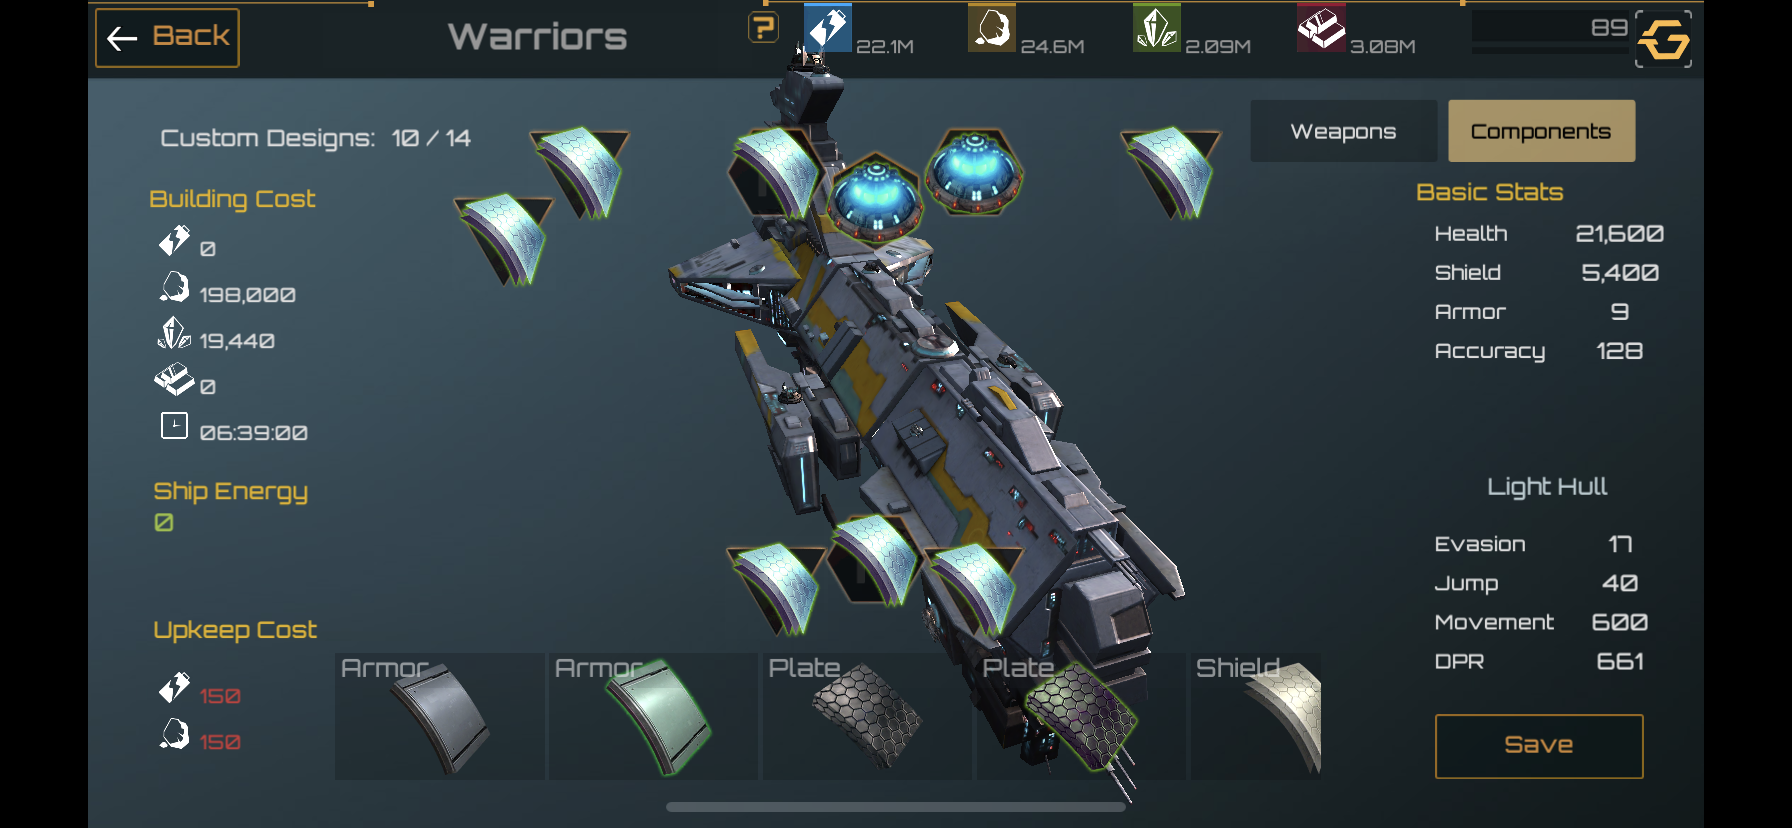 Back
Warriors
?
22.1M
24.6M
2.09M
3.08M
89
Custom Designs: 10 / 14
Weapons
Components
Building Cost
0
198,000
19,440
0
06:39:00
Ship Energy
0
Upkeep Cost
150
150
Basic Stats
Health 21,600
Shield 5,400
Armor 9
Accuracy 128
Light Hull
Evasion 17
Jump 40
Movement 600
DPR 661
Armor
Armor
Plate
Plate
Shield
Save